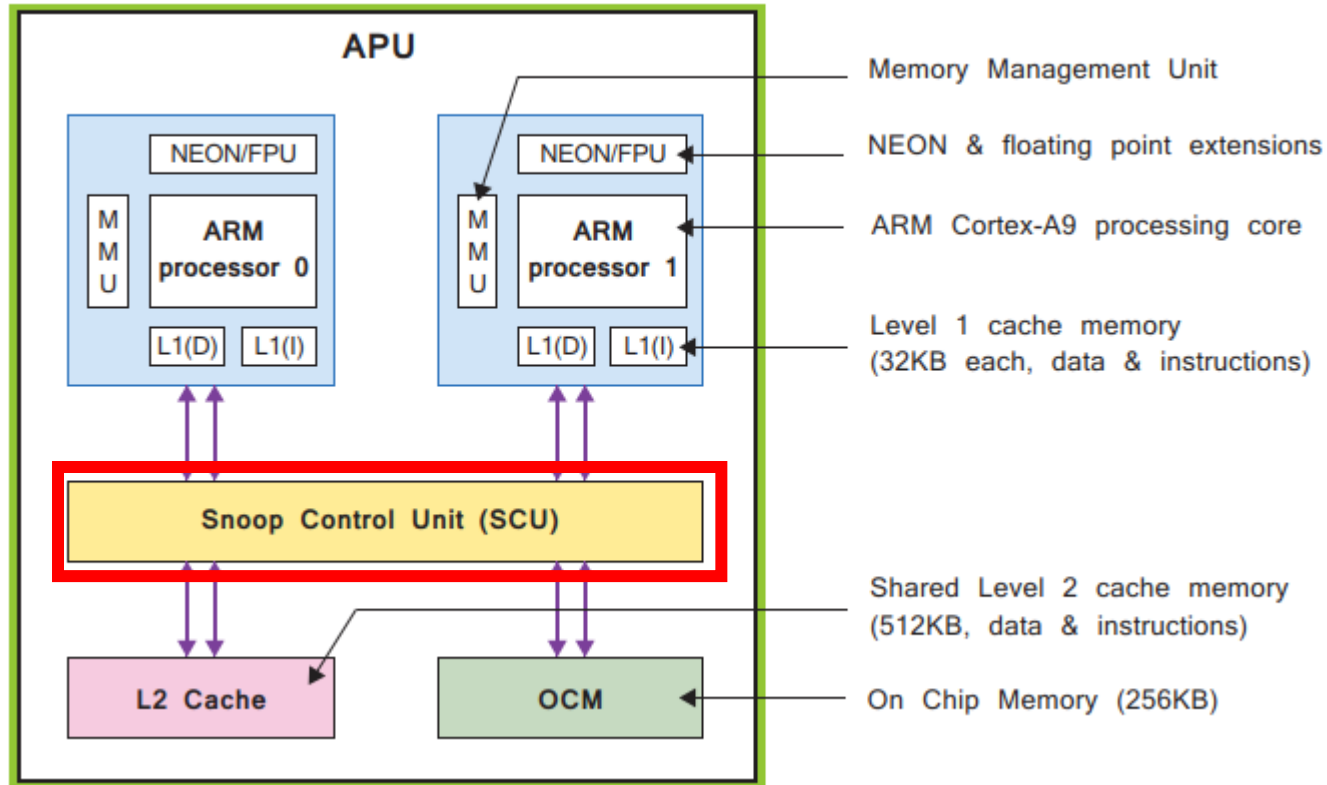 APU
Memory Management Unit
NEON/FPU
NEON/FPU
NEON & floating point extensions
M
M
U
ARM
processor 0
M
M
U
ARM
processor 1
ARM Cortex-A9 processing core
L1(D)
L1(I)
L1(D)
L1(I)
Level 1 cache memory
(32KB each, data & instructions)
Snoop Control Unit (SCU)
Shared Level 2 cache memory
(512KB, data & instructions)
L2 Cache
OCM
On Chip Memory (256KB)